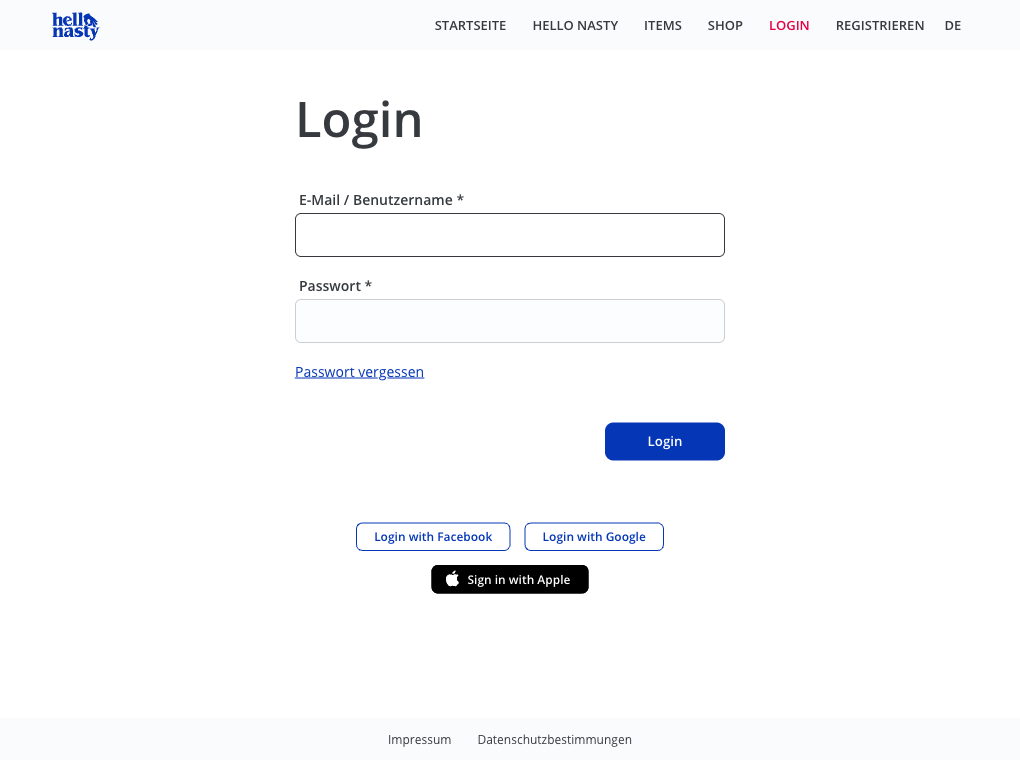 hello nasty
STARTSEITE HELLO NASTY ITEMS SHOP LOGIN REGISTRIEREN DE
Login
E-Mail / Benutzername *
Passwort *
Passwort vergessen
Login
Login with Facebook Login with Google
Sign in with Apple
Impressum Datenschutzbestimmungen